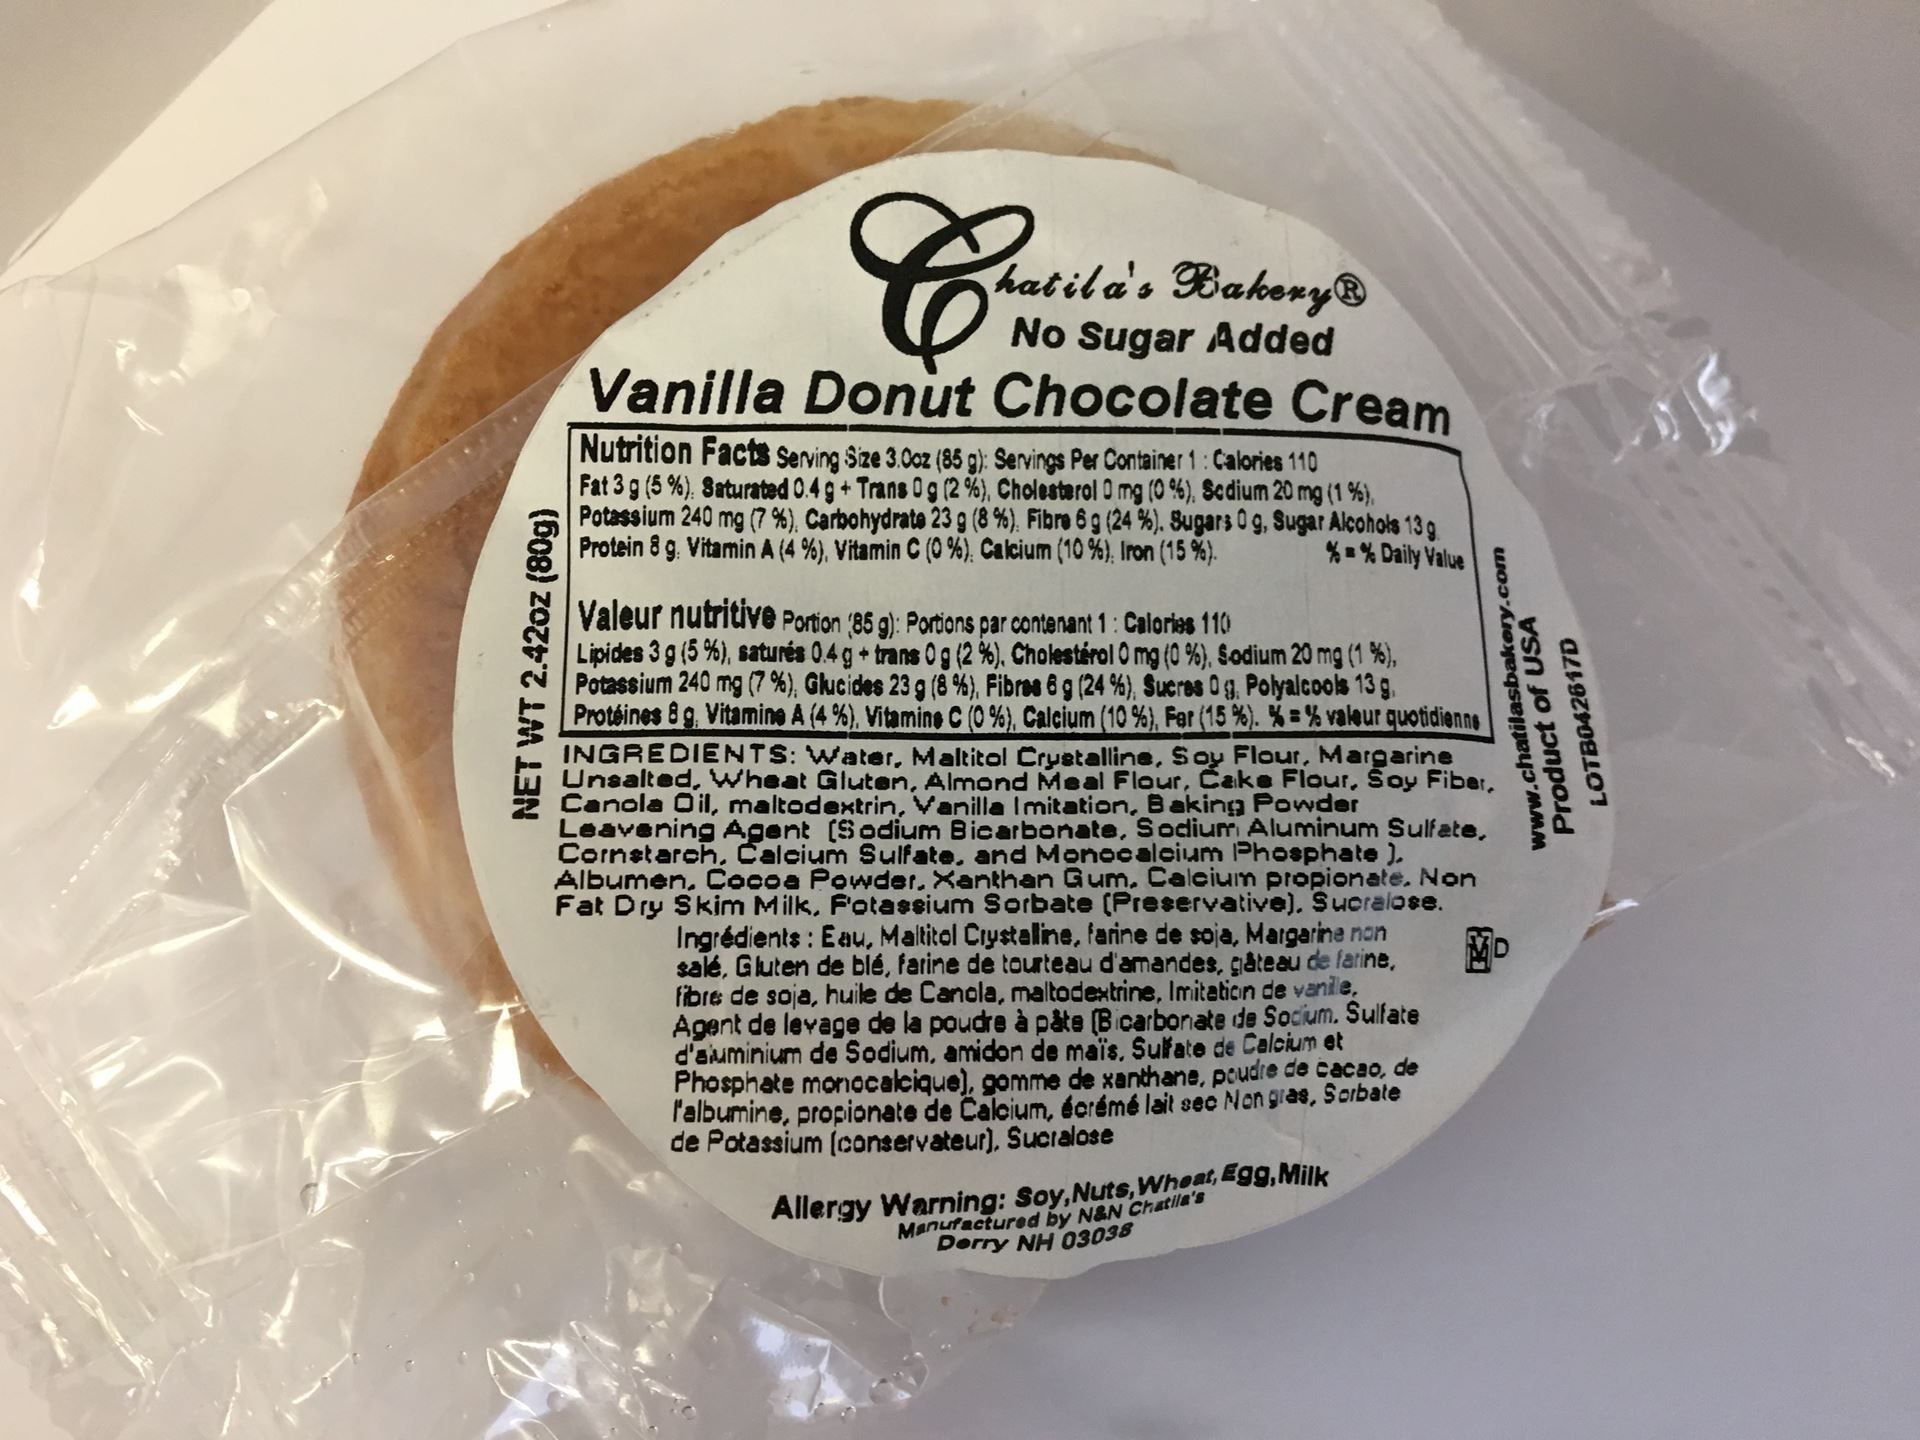 Chatila's Bakery®
No Sugar Added
Vanilla Donut Chocolate Cream
Nutrition Facts Serving Size 3.0oz (85 g): Servings Per Container 1 : Calories 110
Fat 3 g (5 %), Saturated 0.4 g + Trans 0 g (2 %), Cholesterol 0 mg (0 %), Sodium 20 mg (1 %),
Potassium 240 mg (7 %), Carbohydrate 23 g (8 %), Fibre 6 g (24 %), Sugars 0 g, Sugar Alcohols 13 g,
Protein 8 g, Vitamin A (4 %), Vitamin C (0 %), Calcium (10 %), Iron (15 %). % = % Daily Value
Valeur nutritive Portion (85 g): Portions par contenant 1 : Calories 110
Lipides 3 g (5 %), saturés 0.4 g + trans 0 g (2 %), Cholestérol 0 mg (0 %), Sodium 20 mg (1 %),
Potassium 240 mg (7 %), Glucides 23 g (8 %), Fibres 6 g (24 %), Sucres 0 g, Polyalcools 13 g,
Protéines 8 g, Vitamine A (4 %), Vitamine C (0 %), Calcium (10 %), Fer (15 %). % = % valeur quotidienne
NET WT 2.42oz (80g)
www.chatilasbakery.com
Product of USA
LOTB042617D
INGREDIENTS: Water, Maltitol Crystalline, Soy Flour, Margarine
Unsalted, Wheat Gluten, Almond Meal Flour, Cake Flour, Soy Fiber,
Canola Oil, maltodextrin, Vanilla Imitation, Baking Powder
Leavening Agent (Sodium Bicarbonate, Sodium Aluminum Sulfate,
Cornstarch, Calcium Sulfate, and Monocalcium Phosphate ),
Albumen, Cocoa Powder, Xanthan Gum, Calcium propionate, Non
Fat Dry Skim Milk, Potassium Sorbate (Preservative), Sucralose.
Ingrédients : Eau, Maltitol Crystalline, farine de soja, Margarine non
salé, Gluten de blé, farine de tourteau d'amandes, gâteau de farine,
fibre de soja, huile de Canola, maltodextrine, Imitation de vanille,
Agent de levage de la poudre à pâte (Bicarbonate de Sodium, Sulfate
d'aluminium de Sodium, amidon de maïs, Sulfate de Calcium et
Phosphate monocalcique), gomme de xanthane, poudre de cacao, de
l'albumine, propionate de Calcium, écrémé lait sec Non gras, Sorbate
de Potassium (conservateur), Sucralose
D
Allergy Warning: Soy,Nuts,Wheat,Egg,Milk
Manufactured by N&N Chatila's
Derry NH 03038